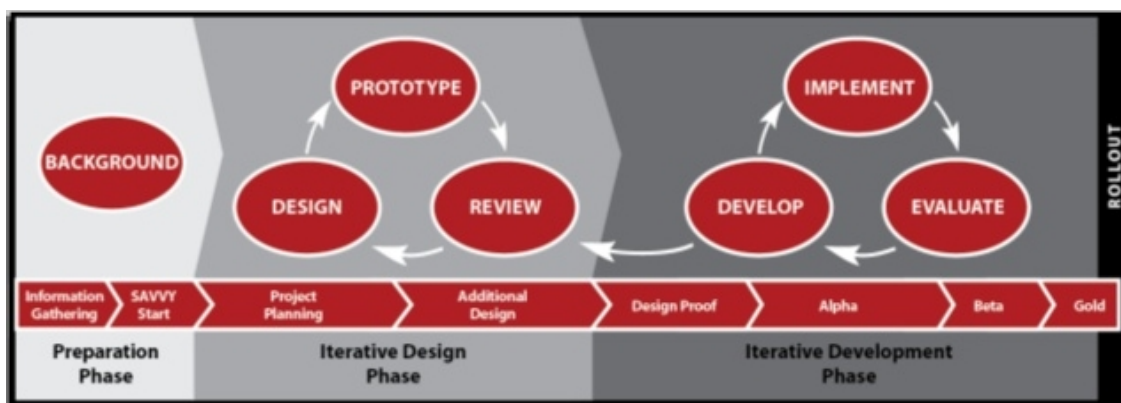 PROTOTYPE
IMPLEMENT
BACKGROUND
DESIGN
REVIEW
DEVELOP
EVALUATE
ROLLOUT
Information
Gathering
SAVVY
Start
Project
Planning
Additional
Design
Design Proof
Alpha
Beta
Gold
Preparation
Phase
Iterative Design
Phase
Iterative Development
Phase